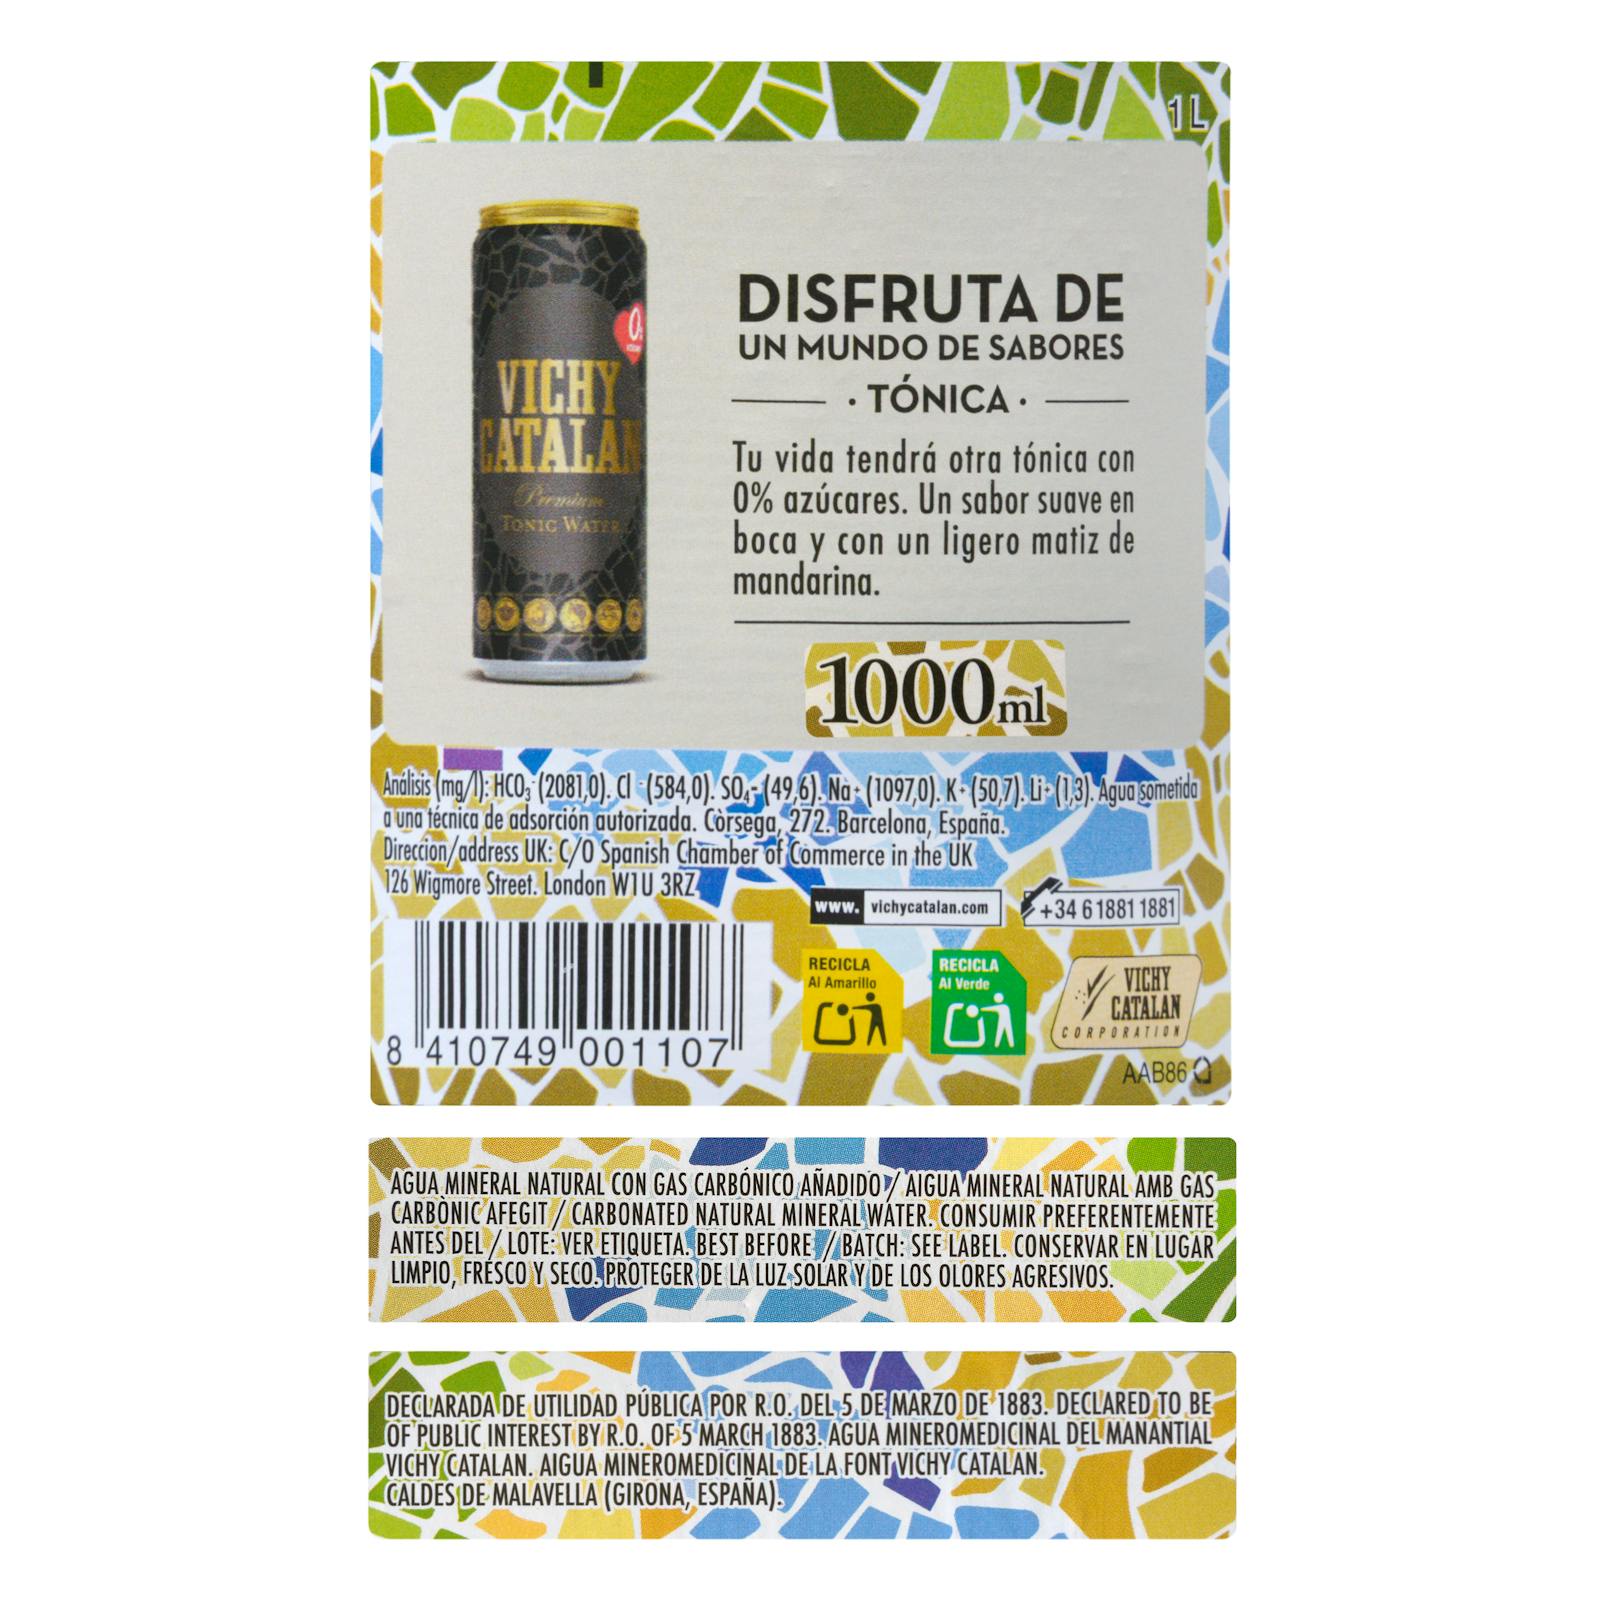 1 L
0%
VICHY
CATALAN
Premium
TONIC WATER
DISFRUTA DE
UN MUNDO DE SABORES
· TÓNICA ·
Tu vida tendrá otra tónica con
0% azúcares. Un sabor suave en
boca y con un ligero matiz de
mandarina.
1000 ml
Análisis (mg/l): HCO₃⁻ (2081,0). Cl⁻ (584,0). SO₄⁻ (49,6). Na⁺ (1097,0). K⁺ (50,7). Li⁺ (1,3). Agua sometida
a una técnica de adsorción autorizada. Còrsega, 272. Barcelona, España.
Direccion/address UK: C/O Spanish Chamber of Commerce in the UK
126 Wigmore Street. London W1U 3RZ
www. vichycatalan.com
+34 618811881
8 410749 001107
RECICLA
Al Amarillo
RECICLA
Al Verde
VICHY
CATALAN
CORPORATION
AAB86
AGUA MINERAL NATURAL CON GAS CARBÓNICO AÑADIDO / AIGUA MINERAL NATURAL AMB GAS
CARBÒNIC AFEGIT / CARBONATED NATURAL MINERAL WATER. CONSUMIR PREFERENTEMENTE
ANTES DEL / LOTE: VER ETIQUETA. BEST BEFORE / BATCH: SEE LABEL. CONSERVAR EN LUGAR
LIMPIO, FRESCO Y SECO. PROTEGER DE LA LUZ SOLAR Y DE LOS OLORES AGRESIVOS.
DECLARADA DE UTILIDAD PÚBLICA POR R.O. DEL 5 DE MARZO DE 1883. DECLARED TO BE
OF PUBLIC INTEREST BY R.O. OF 5 MARCH 1883. AGUA MINEROMEDICINAL DEL MANANTIAL
VICHY CATALAN. AIGUA MINEROMEDICINAL DE LA FONT VICHY CATALAN.
CALDES DE MALAVELLA (GIRONA, ESPAÑA).